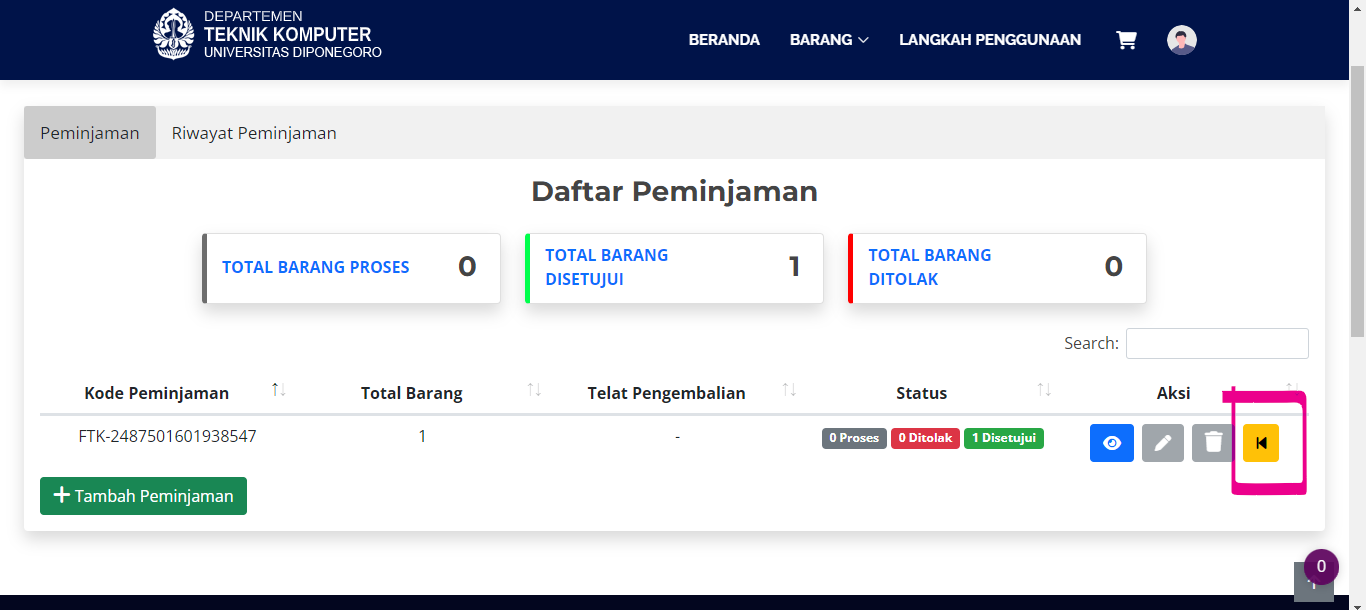 DEPARTEMEN
TEKNIK KOMPUTER
UNIVERSITAS DIPONEGORO
BERANDA BARANG LANGKAH PENGGUNAAN
Peminjaman Riwayat Peminjaman
Daftar Peminjaman
TOTAL BARANG PROSES 0
TOTAL BARANG
DISETUJUI 1
TOTAL BARANG
DITOLAK 0
Search:
Kode Peminjaman Total Barang Telat Pengembalian Status Aksi
FTK-2487501601938547 1 - 0 Proses 0 Ditolak 1 Disetujui
Tambah Peminjaman
0